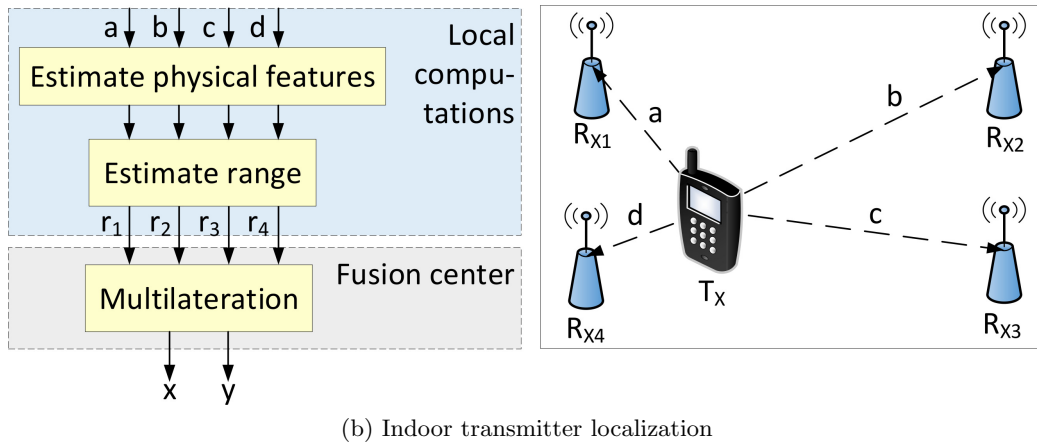 a b c d
Local
compu-
tations
Estimate physical features
Estimate range
r1 r2 r3 r4
Fusion center
Multilateration
x y
RX1
a
b
RX2
d
c
TX
RX4
RX3
(b) Indoor transmitter localization